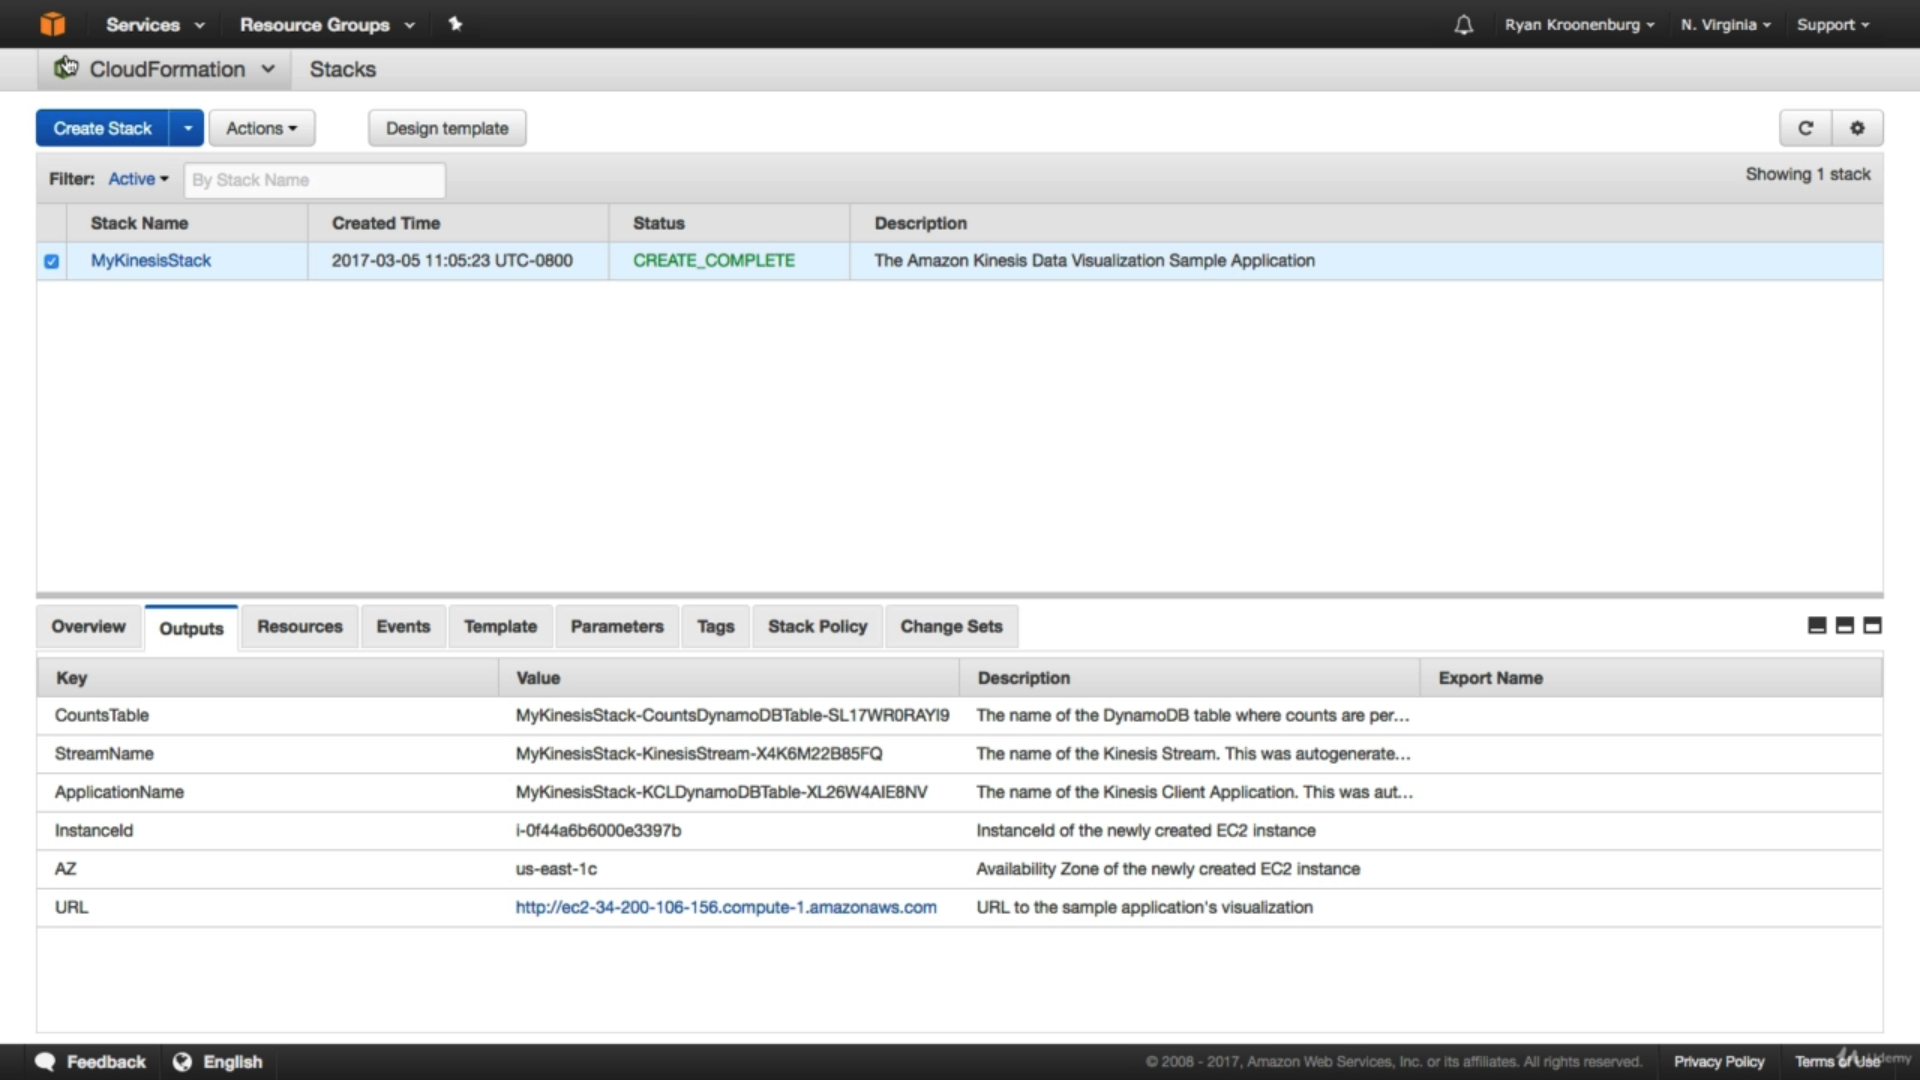 Services Resource Groups Ryan Kroonenburg N. Virginia Support
CloudFormation Stacks
Create Stack Actions Design template
Filter: Active By Stack Name Showing 1 stack
Stack Name Created Time Status Description
MyKinesisStack 2017-03-05 11:05:23 UTC-0800 CREATE_COMPLETE The Amazon Kinesis Data Visualization Sample Application
Overview Outputs Resources Events Template Parameters Tags Stack Policy Change Sets
Key Value Description Export Name
CountsTable MyKinesisStack-CountsDynamoDBTable-SL17WR0RAYI9 The name of the DynamoDB table where counts are per...
StreamName MyKinesisStack-KinesisStream-X4K6M22B85FQ The name of the Kinesis Stream. This was autogenerate...
ApplicationName MyKinesisStack-KCLDynamoDBTable-XL26W4AIE8NV The name of the Kinesis Client Application. This was aut...
InstanceId i-0f44a6b6000e3397b InstanceId of the newly created EC2 instance
AZ us-east-1c Availability Zone of the newly created EC2 instance
URL http://ec2-34-200-106-156.compute-1.amazonaws.com URL to the sample application's visualization
Feedback English © 2008 - 2017, Amazon Web Services, Inc. or its affiliates. All rights reserved. Privacy Policy Terms of Use Udemy